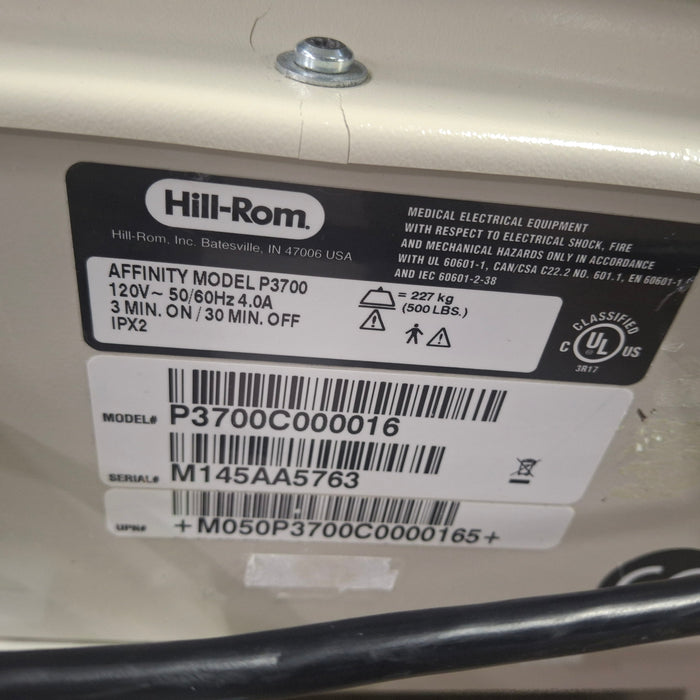 Hill-Rom.
Hill-Rom, Inc. Batesville, IN 47006 USA
MEDICAL ELECTRICAL EQUIPMENT
WITH RESPECT TO ELECTRICAL SHOCK, FIRE
AND MECHANICAL HAZARDS ONLY IN ACCORDANCE
WITH UL 60601-1, CAN/CSA C22.2 NO. 601.1, EN 60601-1,
AND IEC 60601-2-38
AFFINITY MODEL P3700
120V~ 50/60Hz 4.0A
3 MIN. ON / 30 MIN. OFF
IPX2
= 227 kg
(500 LBS.)
CLASSIFIED
C UL US
3R17
MODEL# P3700C000016
SERIAL# M145AA5763
UPN# +M050P3700C0000165+